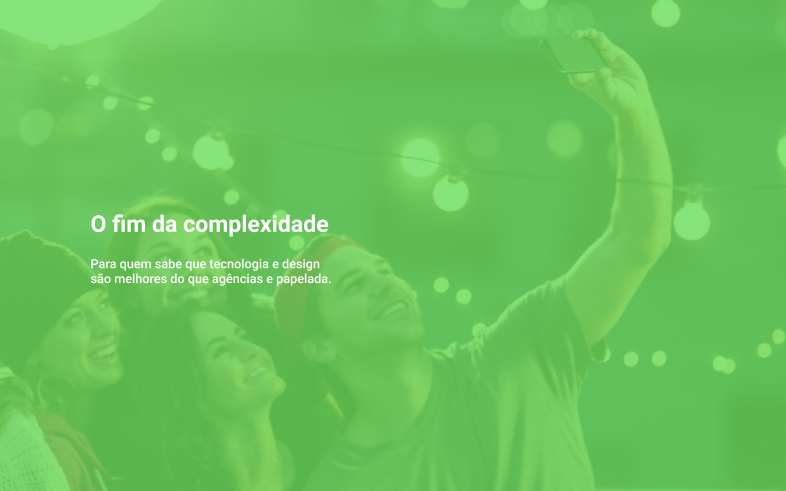 O fim da complexidade
Para quem sabe que tecnologia e design
são melhores do que agências e papelada.